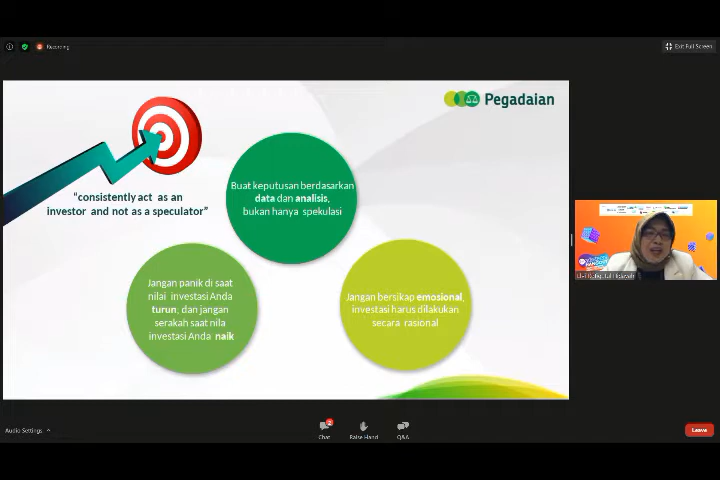 Recording
Exit Full Screen
Pegadaian
"consistently act as an
investor and not as a speculator"
Buat keputusan berdasarkan
data dan analisis,
bukan hanya spekulasi
Jangan panik di saat
nilai investasi Anda
turun, dan jangan
serakah saat nila
investasi Anda naik
Jangan bersikap emosional,
investasi harus dilakukan
secara rasional
Audio Settings
2
Chat
Raise Hand
Q&A
Leave